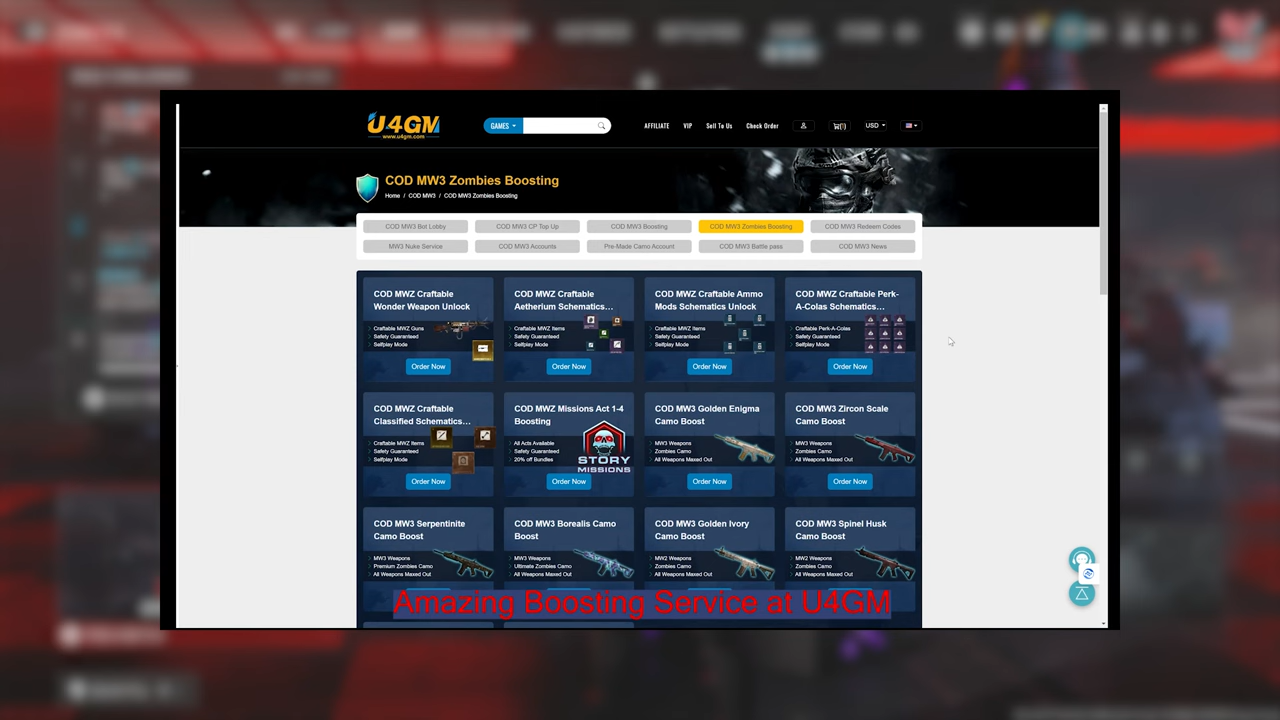 U4GM
www.u4gm.com
GAMES
AFFILIATE
VIP
Sell To Us
Check Order
USD
COD MW3 Zombies Boosting
Home / COD MW3 / COD MW3 Zombies Boosting
COD MW3 Bot Lobby
COD MW3 CP Top Up
COD MW3 Boosting
COD MW3 Zombies Boosting
COD MW3 Redeem Codes
MW3 Nuke Service
COD MW3 Accounts
Pre-Made Camo Account
COD MW3 Battle pass
COD MW3 News
COD MWZ Craftable
Wonder Weapon Unlock
Craftable MWZ Guns
Safety Guaranteed
Selfplay Mode
Order Now
COD MWZ Craftable
Aetherium Schematics...
Craftable MWZ Items
Safety Guaranteed
Selfplay Mode
Order Now
COD MWZ Craftable Ammo
Mods Schematics Unlock
Craftable MWZ Items
Safety Guaranteed
Selfplay Mode
Order Now
COD MWZ Craftable Perk-
A-Colas Schematics...
Craftable Perk-A-Colas
Safety Guaranteed
Selfplay Mode
Order Now
COD MWZ Craftable
Classified Schematics...
Craftable MWZ Items
Safety Guaranteed
Selfplay Mode
Order Now
COD MWZ Missions Act 1-4
Boosting
All Acts Available
Safety Guaranteed
20% off Bundles
STORY
MISSIONS
Order Now
COD MW3 Golden Enigma
Camo Boost
MW3 Weapons
Zombies Camo
All Weapons Maxed Out
Order Now
COD MW3 Zircon Scale
Camo Boost
MW3 Weapons
Zombies Camo
All Weapons Maxed Out
Order Now
COD MW3 Serpentinite
Camo Boost
MW3 Weapons
Premium Zombies Camo
All Weapons Maxed Out
COD MW3 Borealis Camo
Boost
MW3 Weapons
Ultimate Zombies Camo
All Weapons Maxed Out
COD MW3 Golden Ivory
Camo Boost
MW2 Weapons
Zombies Camo
All Weapons Maxed Out
COD MW3 Spinel Husk
Camo Boost
MW2 Weapons
Zombies Camo
All Weapons Maxed Out
Amazing Boosting Service at U4GM